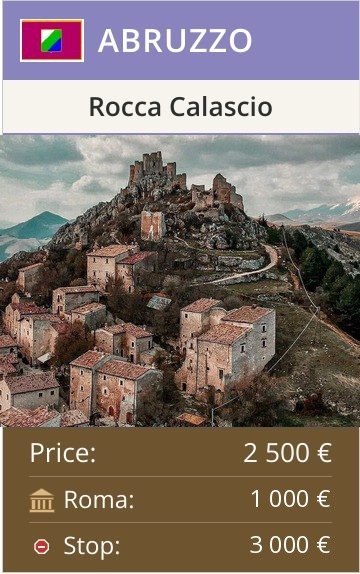 ABRUZZO
Rocca Calascio
Price: 2 500 €
Roma: 1 000 €
Stop: 3 000 €